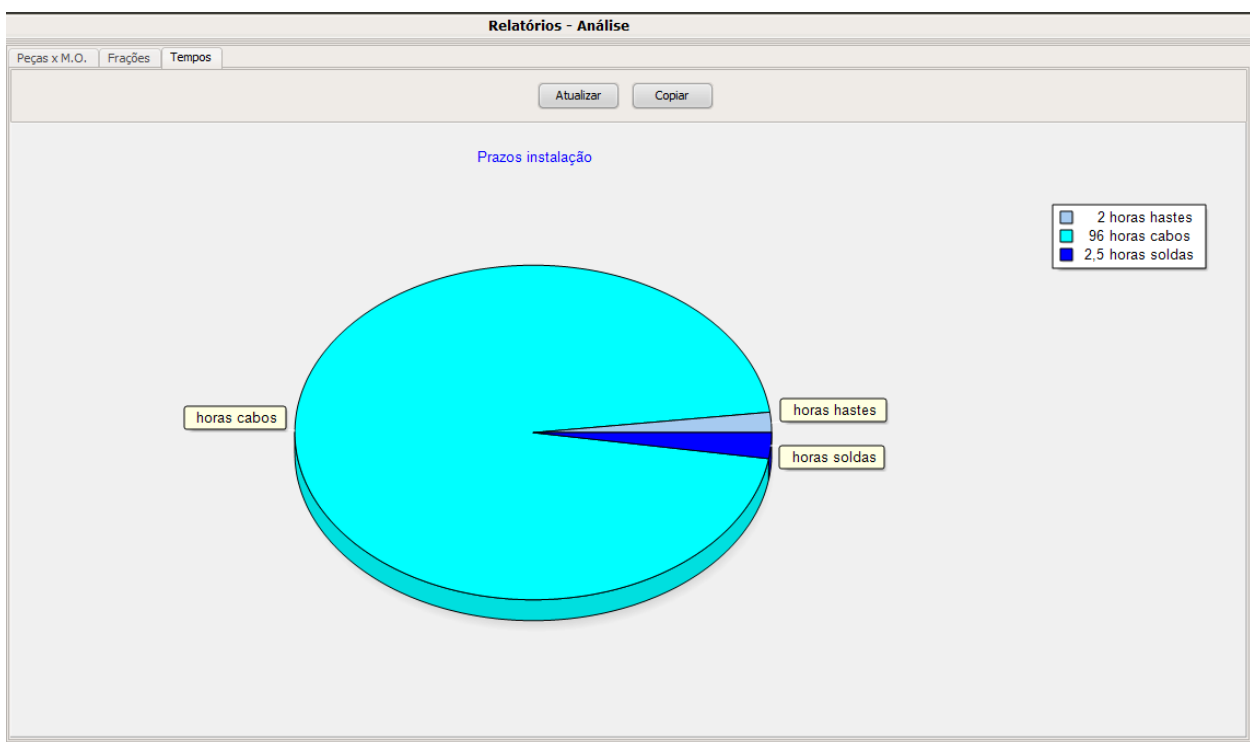 Relatórios - Análise
Peças x M.O. Frações Tempos
Atualizar Copiar
Prazos instalação
2 horas hastes
96 horas cabos
2,5 horas soldas
horas cabos
horas hastes
horas soldas